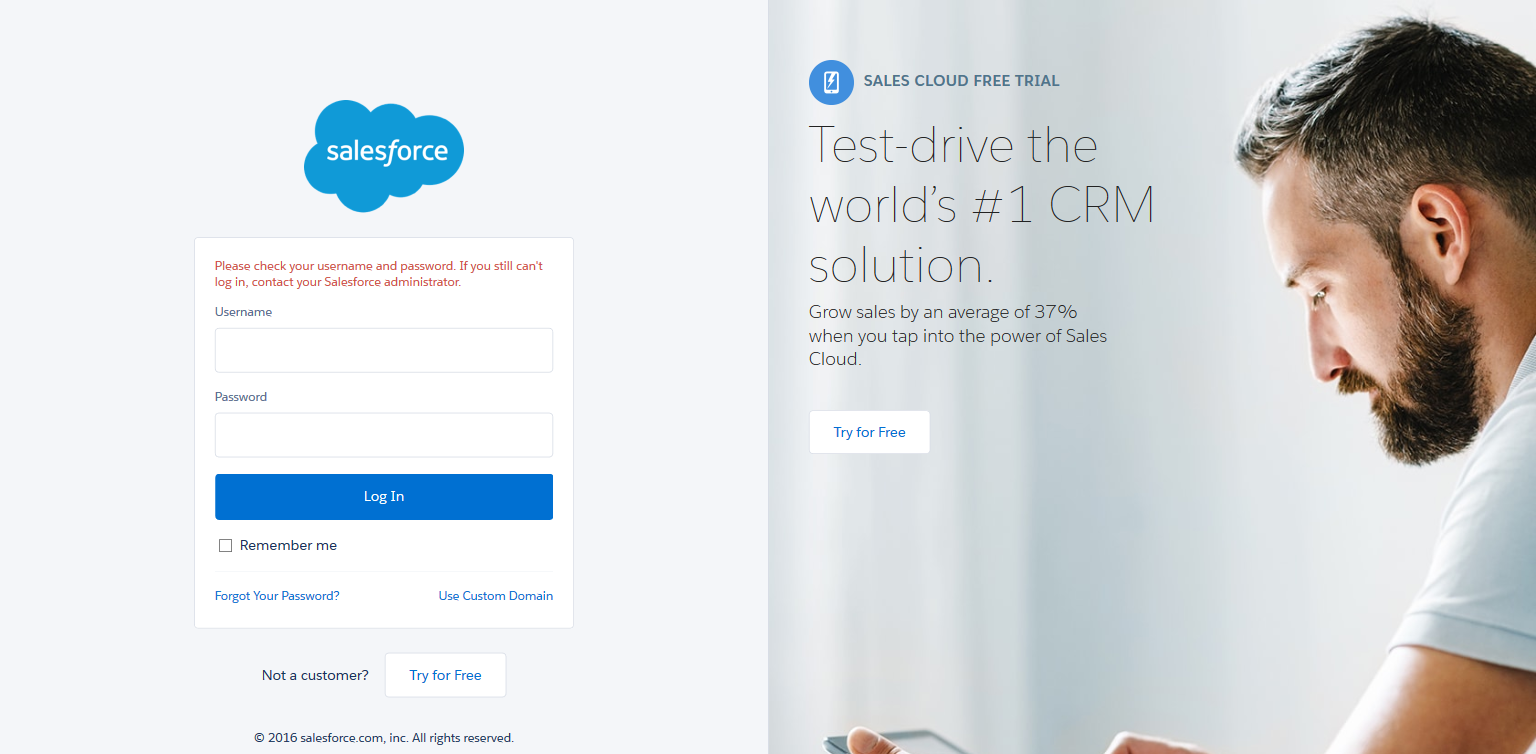 salesforce
Please check your username and password. If you still can't
log in, contact your Salesforce administrator.
Username
Password
Log In
Remember me
Forgot Your Password?
Use Custom Domain
Not a customer?
Try for Free
© 2016 salesforce.com, inc. All rights reserved.
SALES CLOUD FREE TRIAL
Test-drive the
world’s #1 CRM
solution.
Grow sales by an average of 37%
when you tap into the power of Sales
Cloud.
Try for Free